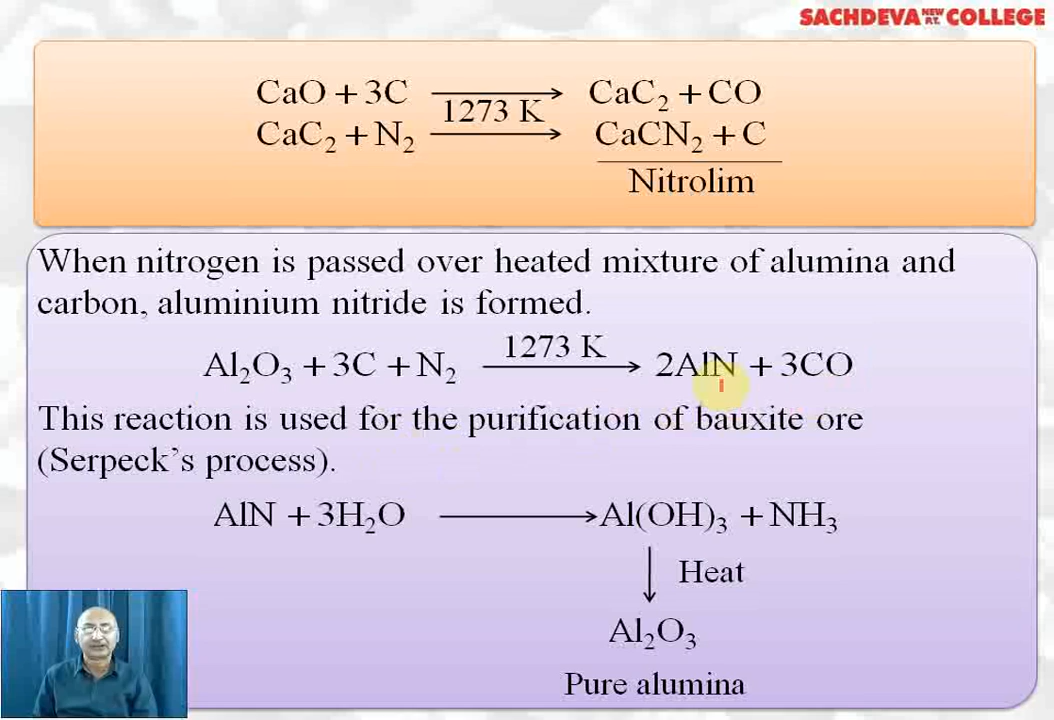 SACHDEVA NEW P.T. COLLEGE
CaO + 3C ⟶ CaC₂ + CO
1273 K
CaC₂ + N₂ ⟶ CaCN₂ + C
Nitrolim
When nitrogen is passed over heated mixture of alumina and
carbon, aluminium nitride is formed.
1273 K
Al₂O₃ + 3C + N₂ ⟶ 2AlN + 3CO
This reaction is used for the purification of bauxite ore
(Serpeck’s process).
AlN + 3H₂O ⟶ Al(OH)₃ + NH₃
Heat
Al₂O₃
Pure alumina